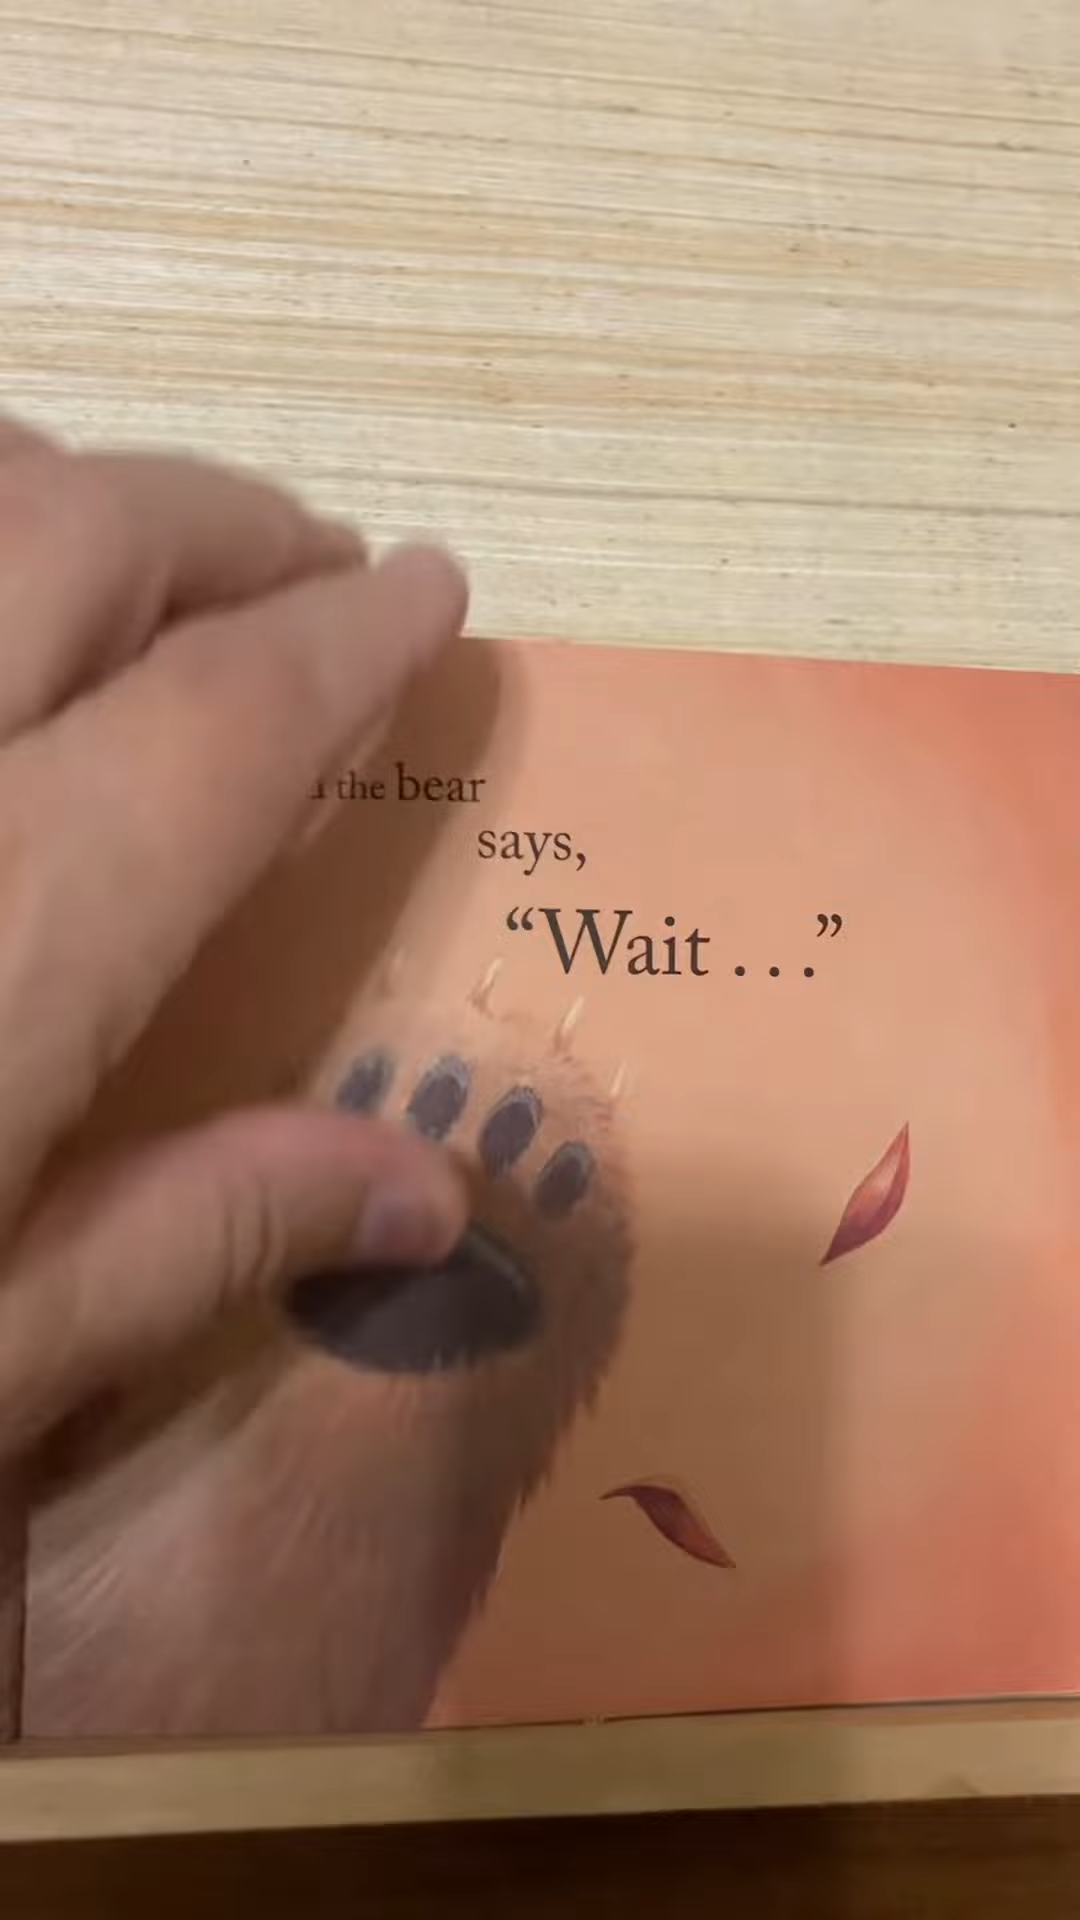 the bear
says,
“Wait . . .”